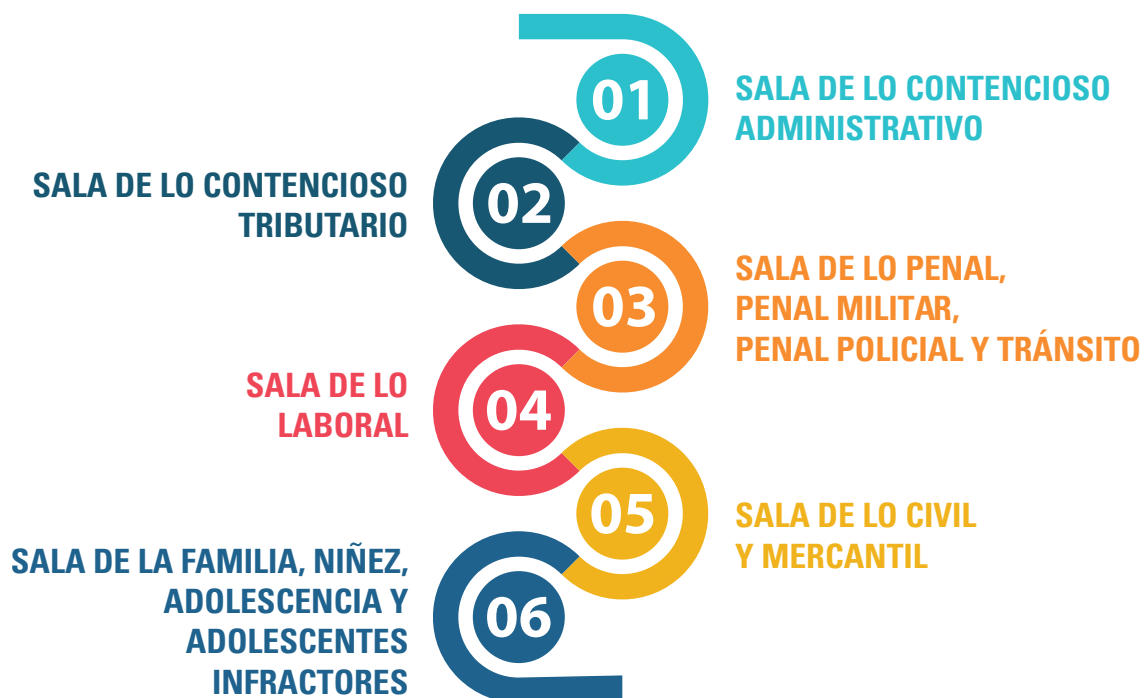 01
SALA DE LO CONTENCIOSO
ADMINISTRATIVO
02
SALA DE LO CONTENCIOSO
TRIBUTARIO
03
SALA DE LO PENAL,
PENAL MILITAR,
PENAL POLICIAL Y TRÁNSITO
04
SALA DE LO
LABORAL
05
SALA DE LO CIVIL
Y MERCANTIL
06
SALA DE LA FAMILIA, NIÑEZ,
ADOLESCENCIA Y
ADOLESCENTES
INFRACTORES